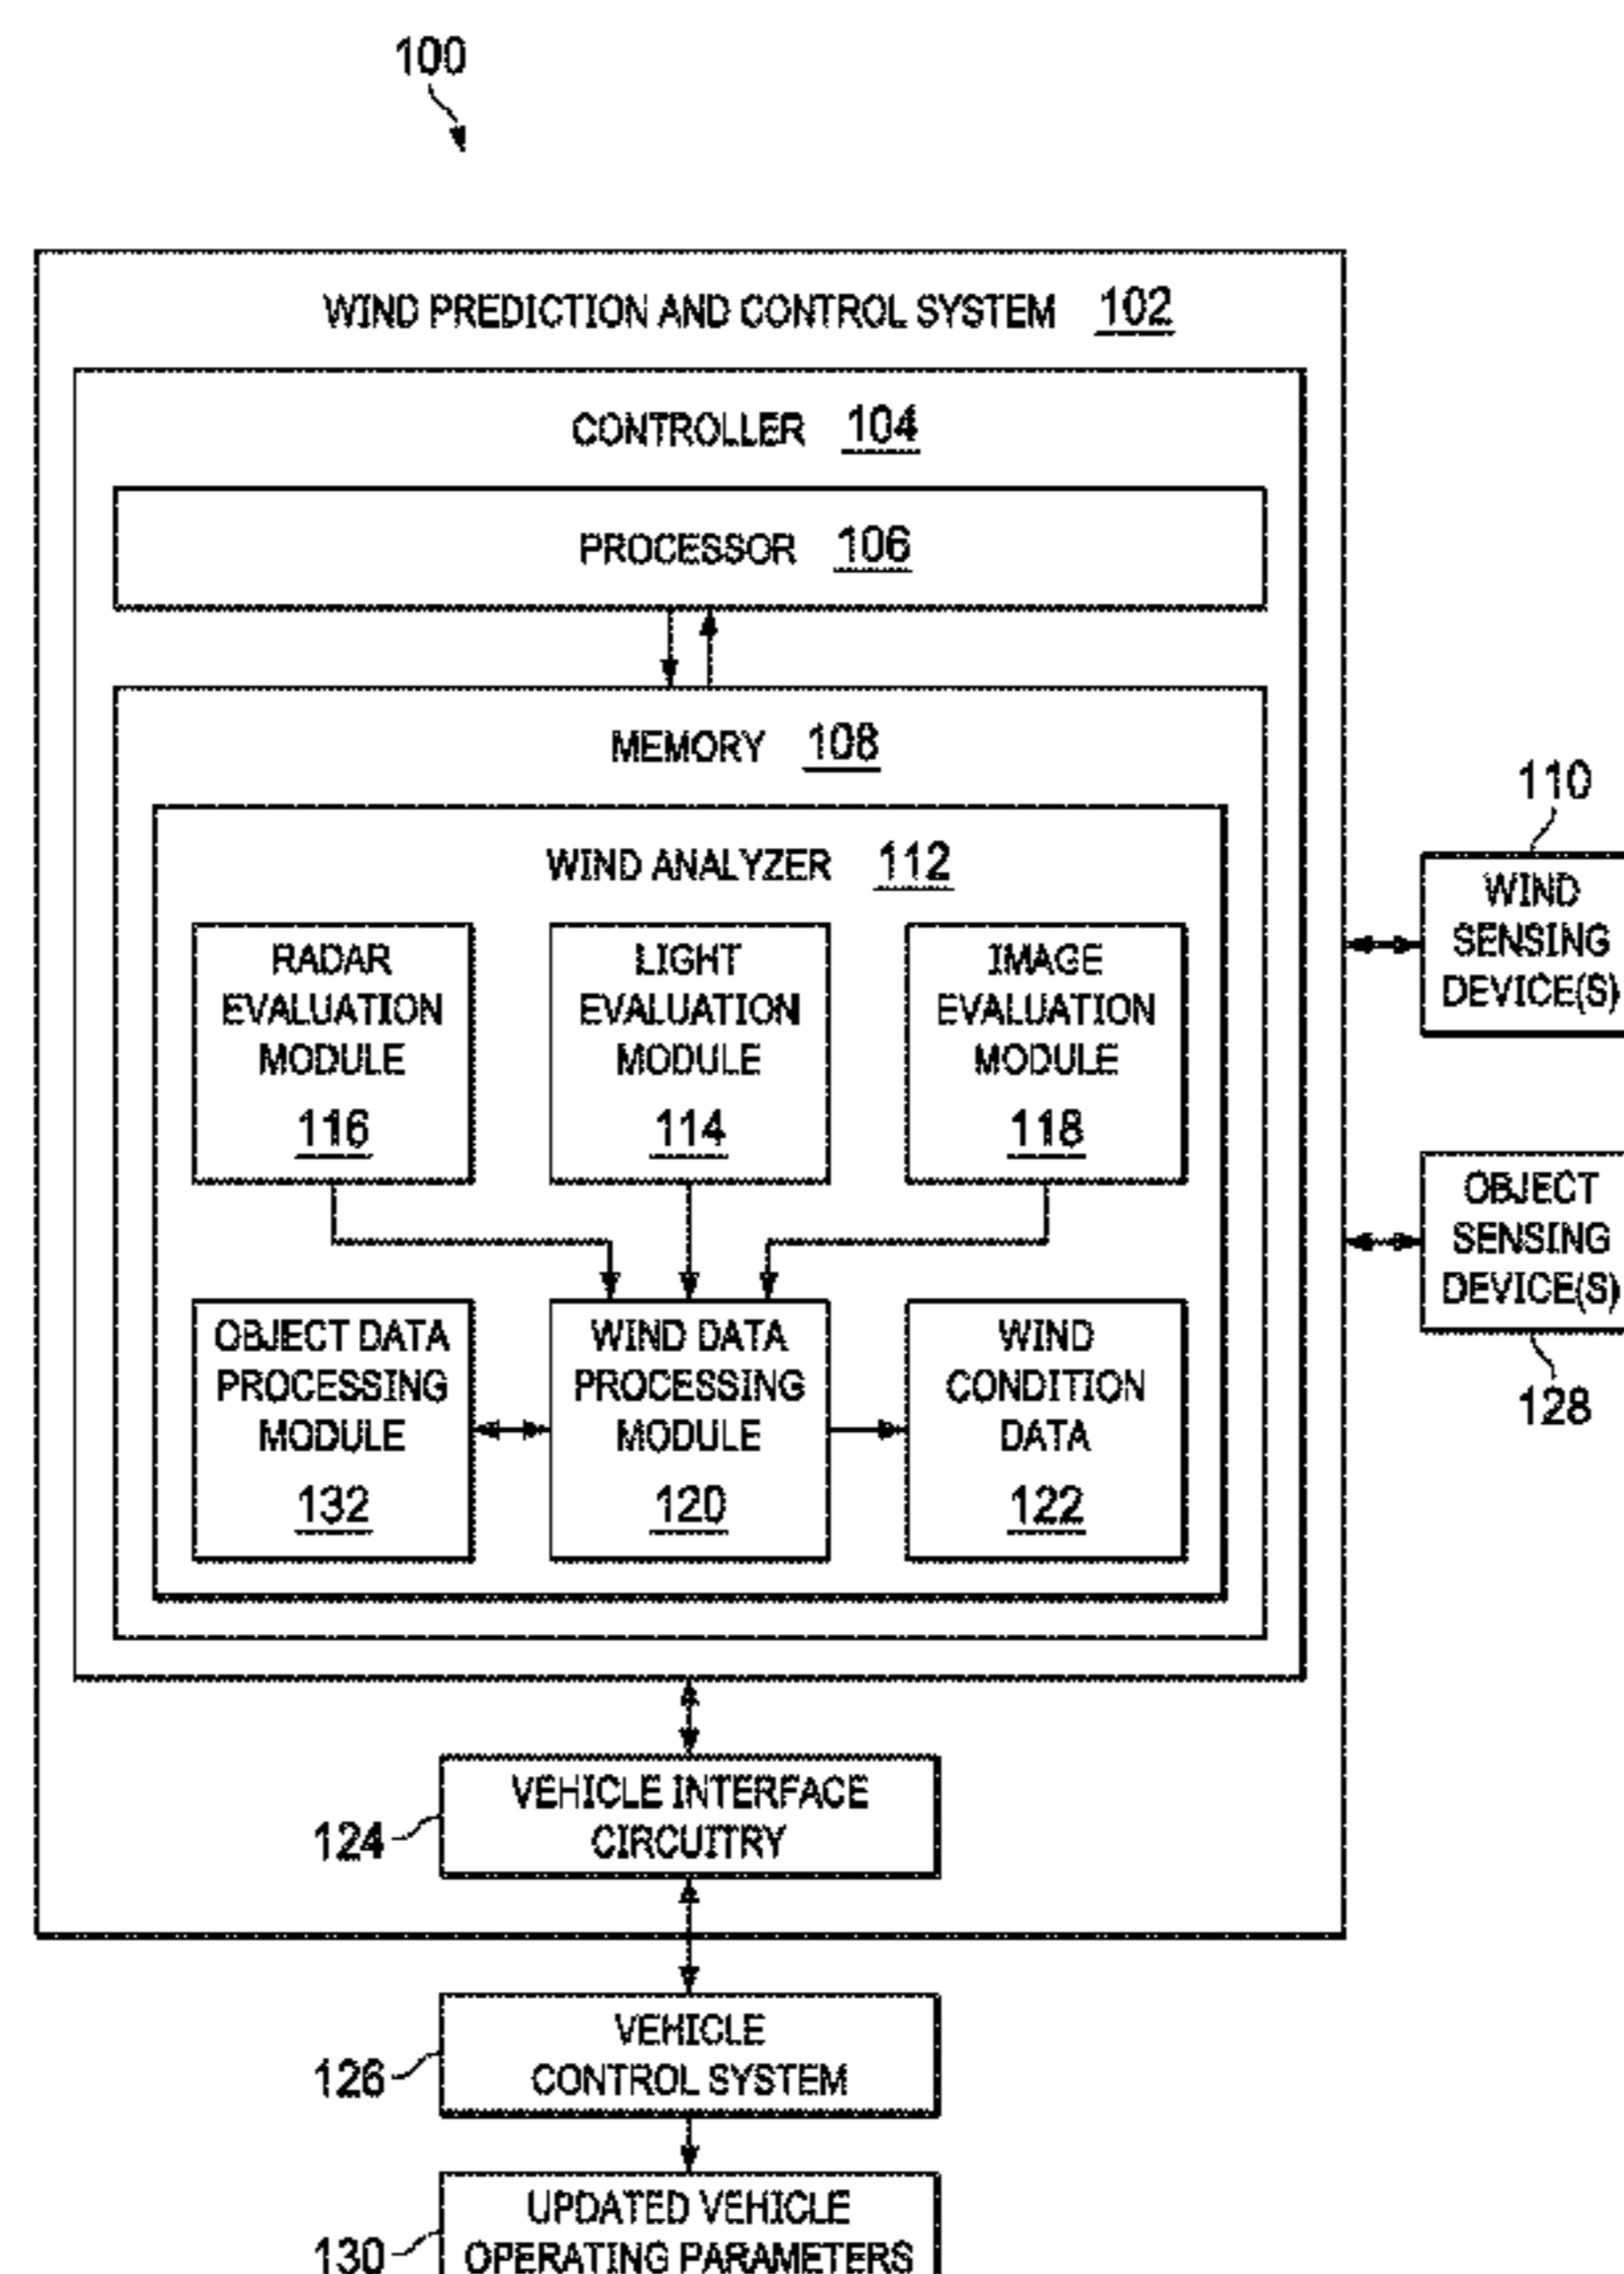 100
WIND PREDICTION AND CONTROL SYSTEM 102
CONTROLLER 104
PROCESSOR 106
MEMORY 108
WIND ANALYZER 112
RADAR
EVALUATION
MODULE
116
LIGHT
EVALUATION
MODULE
114
IMAGE
EVALUATION
MODULE
118
OBJECT DATA
PROCESSING
MODULE
132
WIND DATA
PROCESSING
MODULE
120
WIND
CONDITION
DATA
122
110
WIND
SENSING
DEVICE(S)
OBJECT
SENSING
DEVICE(S)
128
VEHICLE INTERFACE
CIRCUITRY
124
VEHICLE
CONTROL SYSTEM
126
UPDATED VEHICLE
OPERATING PARAMETERS
130